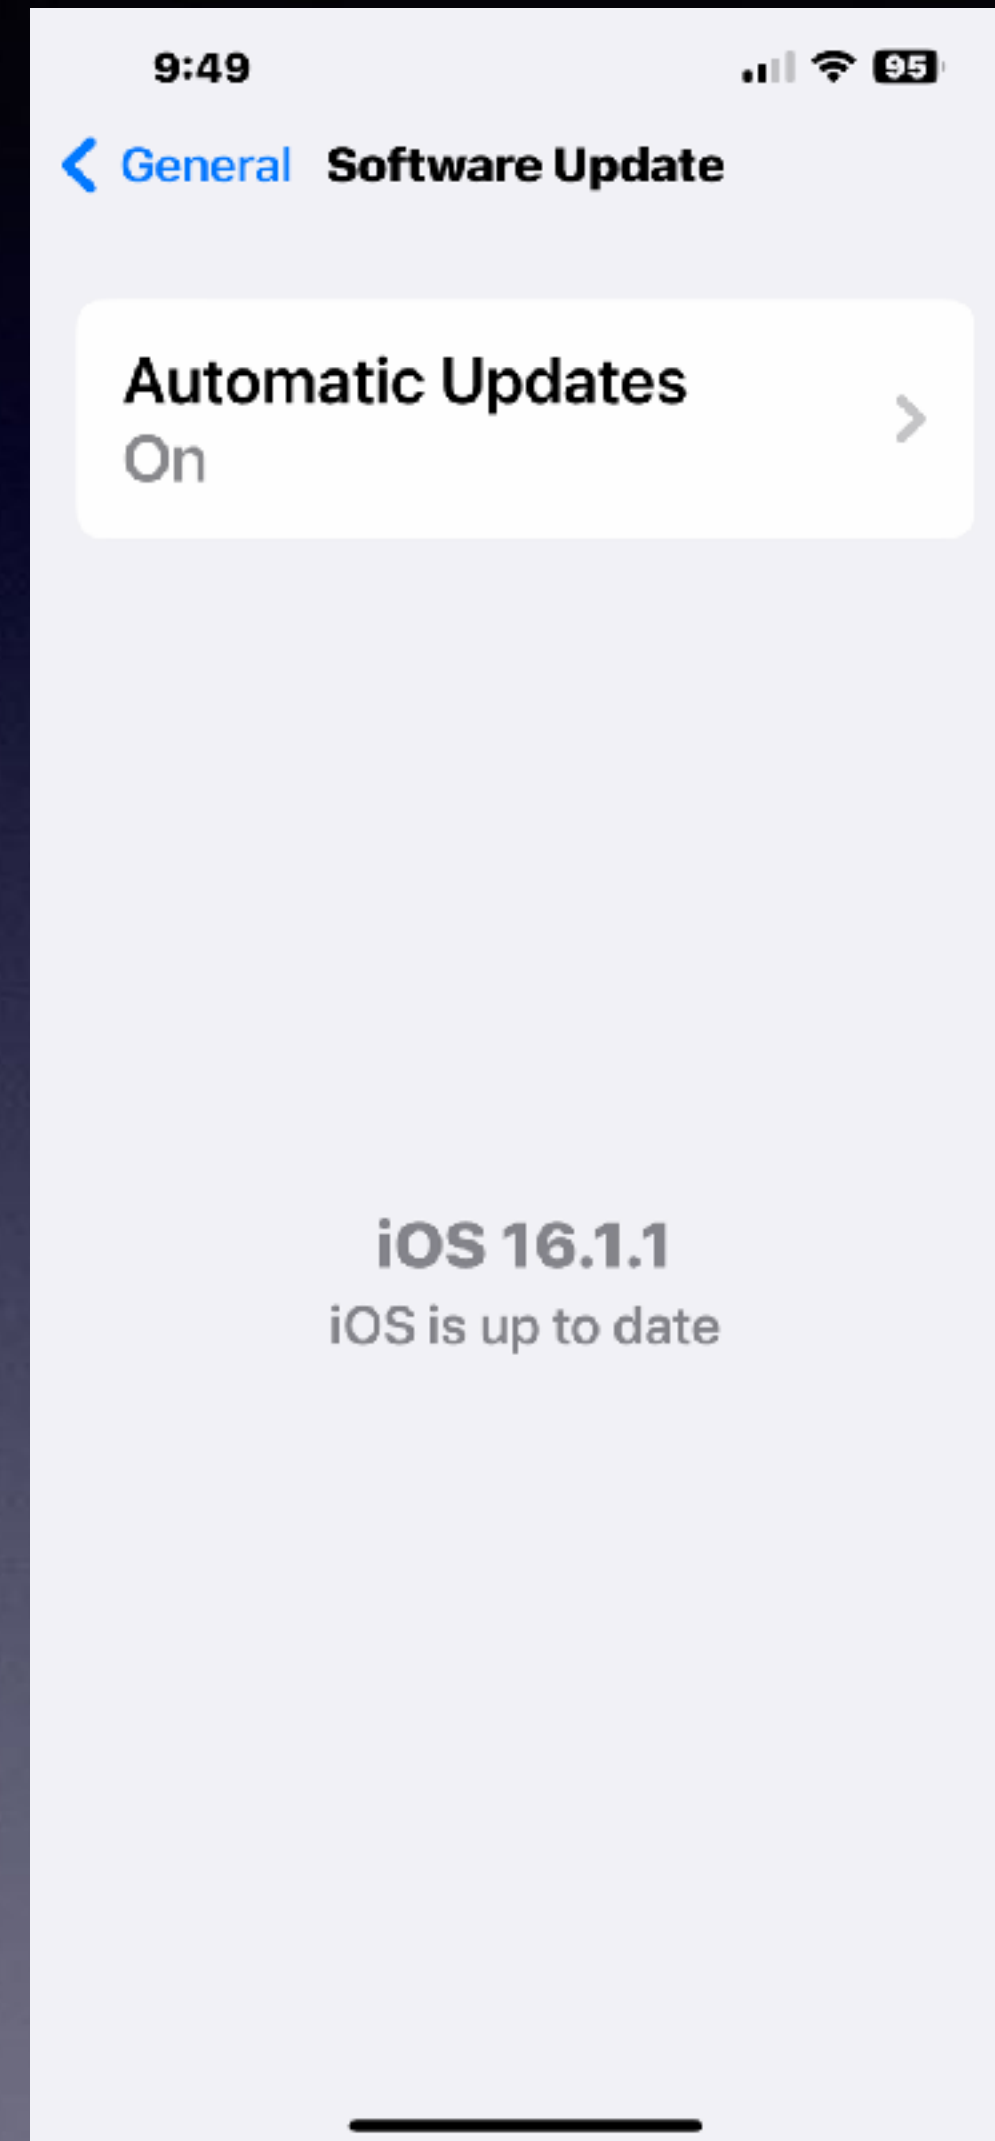 9:49 95
General Software Update
Automatic Updates
On
iOS 16.1.1
iOS is up to date